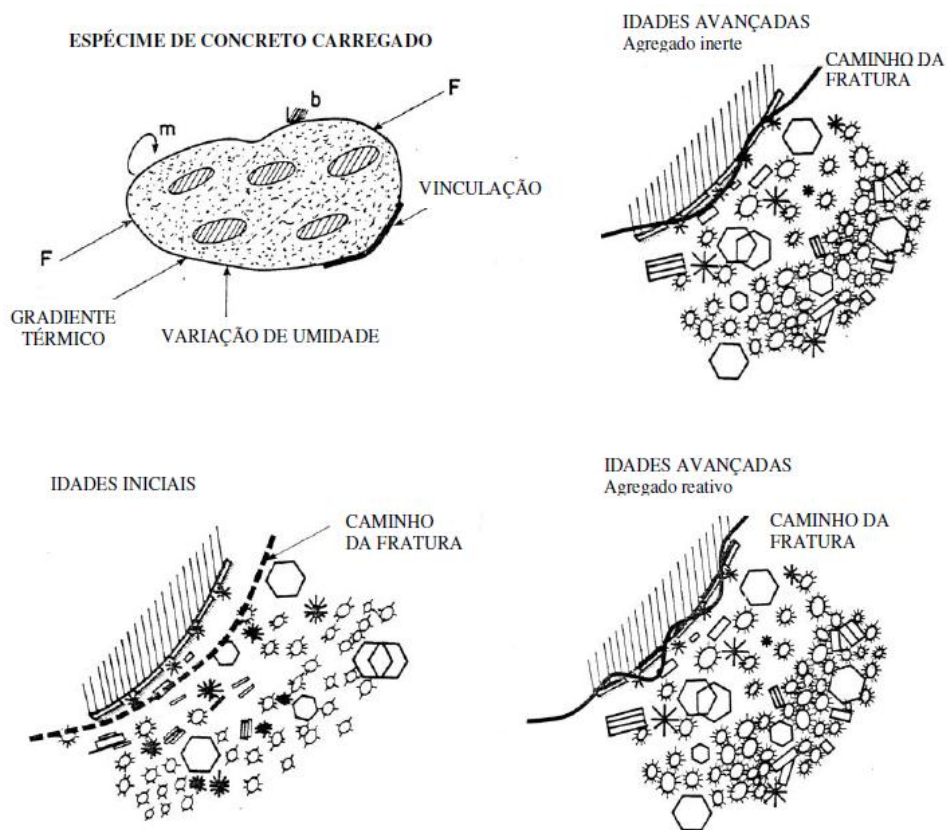 ESPÉCIME DE CONCRETO CARREGADO
F
b
m
VINCULAÇÃO
F
GRADIENTE
TÉRMICO
VARIAÇÃO DE UMIDADE
IDADES AVANÇADAS
Agregado inerte
CAMINHO DA
FRATURA
IDADES INICIAIS
CAMINHO
DA FRATURA
IDADES AVANÇADAS
Agregado reativo
CAMINHO DA
FRATURA